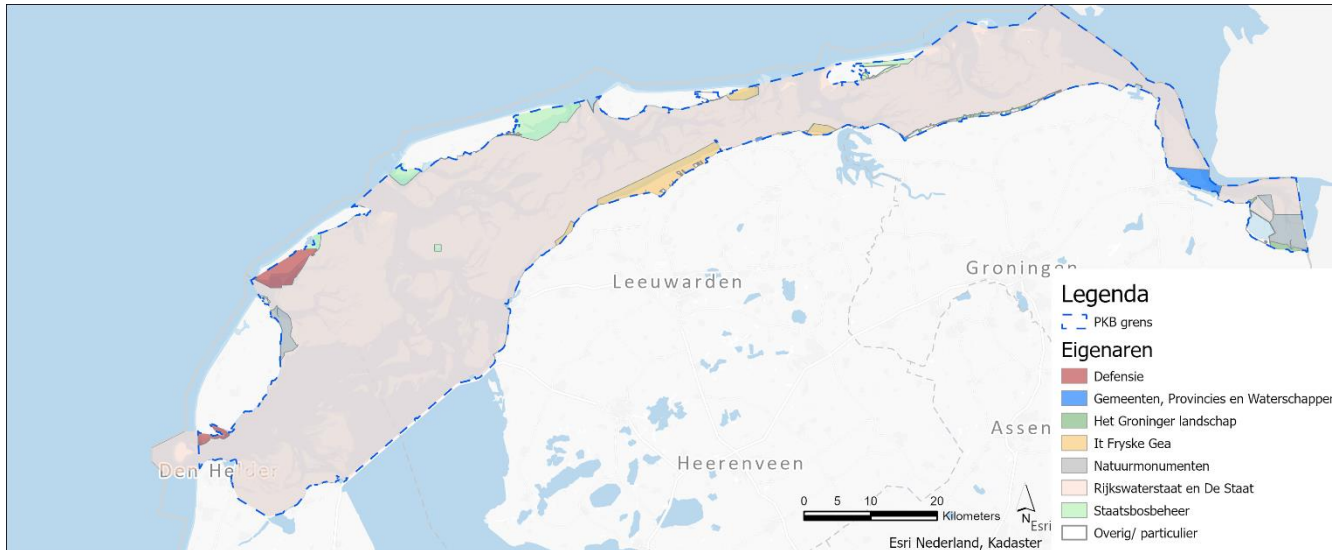 Leeuwarden
Groningen
Den Helder
Heerenveen
Assen
Legenda
PKB grens
Eigenaren
Defensie
Gemeenten, Provincies en Waterschappen
Het Groninger landschap
It Fryske Gea
Natuurmonumenten
Rijkswaterstaat en De Staat
Staatsbosbeheer
Overig/ particulier
0 5 10 20
Kilometers
N
Esri
Esri Nederland, Kadaster